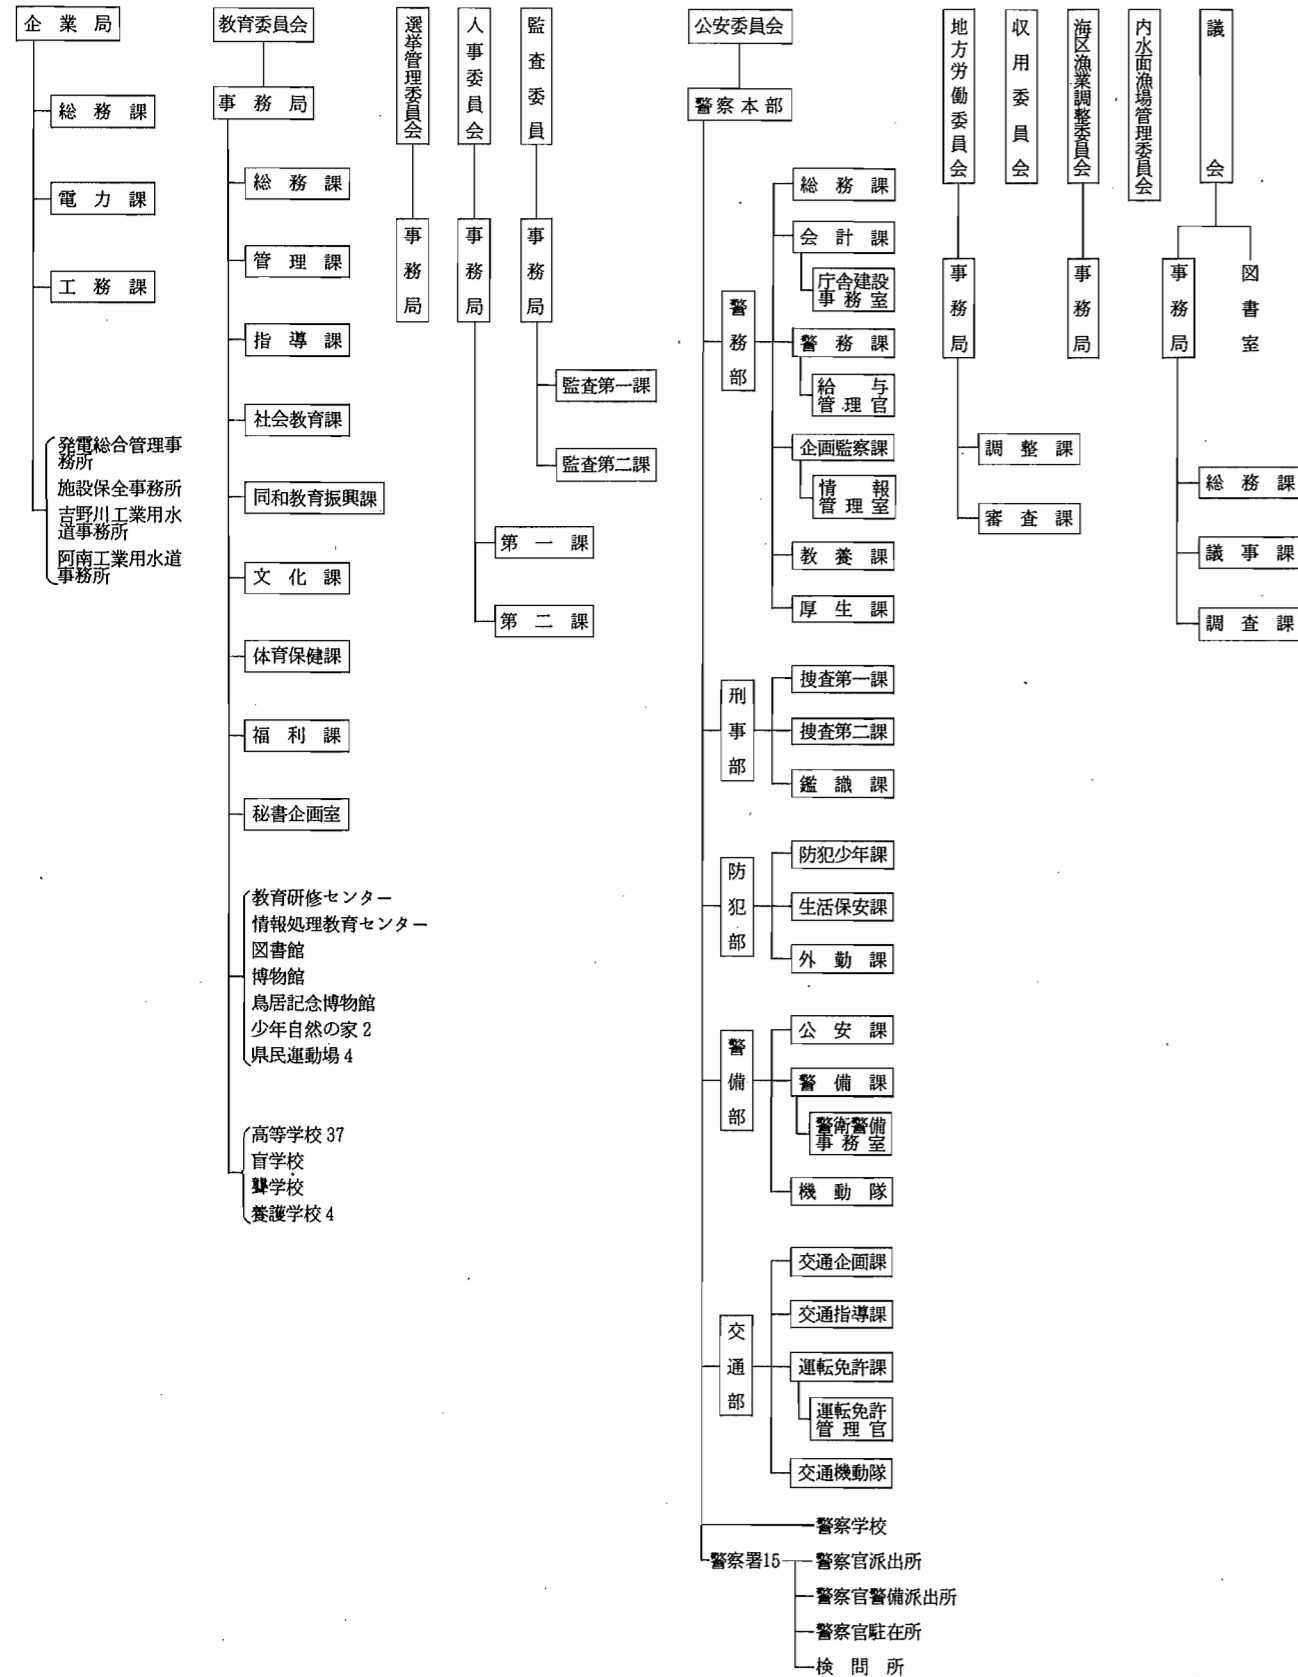 企業局
総務課
電力課
工務課
発電総合管理事
務所
施設保全事務所
吉野川工業用水
道事務所
阿南工業用水道
事務所
教育委員会
事務局
総務課
管理課
指導課
社会教育課
同和教育振興課
文化課
体育保健課
福利課
秘書企画室
教育研修センター
情報処理教育センター
図書館
博物館
鳥居記念博物館
少年自然の家2
県民運動場4
高等学校37
盲学校
聾学校
養護学校4
選挙管理委員会
事務局
人事委員会
事務局
第一課
第二課
監査委員
事務局
監査第一課
監査第二課
公安委員会
警察本部
警務部
総務課
会計課
庁舎建設
事務室
警務課
給与
管理官
企画監察課
情報
管理室
教養課
厚生課
刑事部
捜査第一課
捜査第二課
鑑識課
防犯部
防犯少年課
生活保安課
外勤課
警備部
公安課
警備課
警衛警備
事務室
機動隊
交通部
交通企画課
交通指導課
運転免許課
運転免許
管理官
交通機動隊
警察学校
警察署15
警察官派出所
警察官警備派出所
警察官駐在所
検問所
地方労働委員会
事務局
調整課
審査課
収用委員会
海区漁業調整委員会
事務局
内水面漁場管理委員会
議会
事務局
図書室
総務課
議事課
調査課